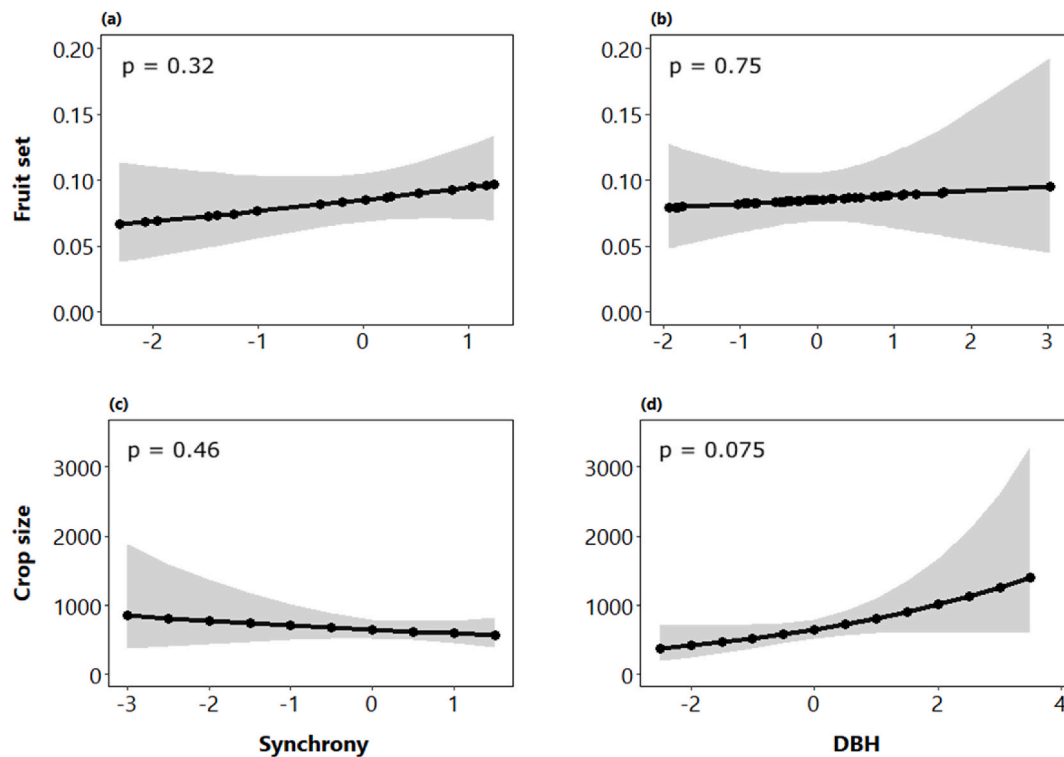 (a)
(b)
p = 0.32
p = 0.75
Fruit set
0.20
0.15
0.10
0.05
0.00
-2 -1 0 1
0.20
0.15
0.10
0.05
0.00
-2 -1 0 1 2 3
(c)
(d)
p = 0.46
p = 0.075
Crop size
3000
2000
1000
0
-3 -2 -1 0 1
3000
2000
1000
0
-2 0 2 4
Synchrony
DBH